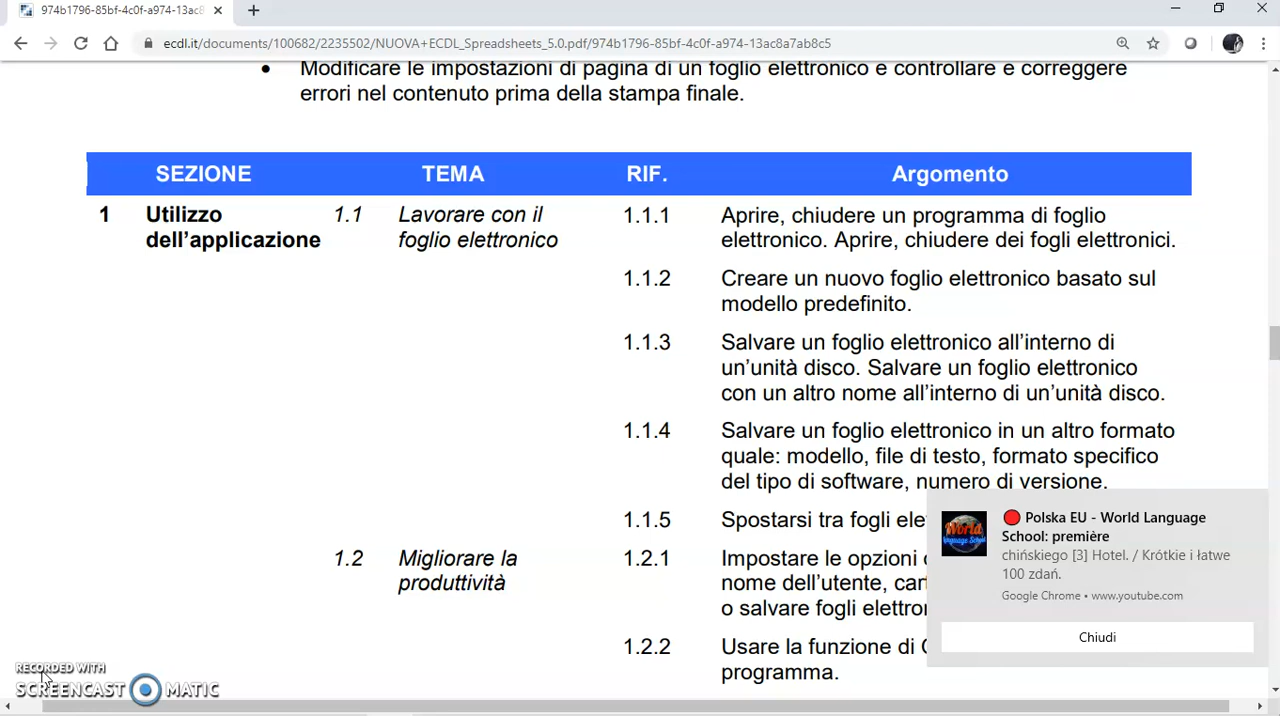 974b1796-85bf-4c0f-a974-13ac8
ecdl.it/documents/100682/2235502/NUOVA+ECDL_Spreadsheets_5.0.pdf/974b1796-85bf-4c0f-a974-13ac8a7ab8c5
• Modificare le impostazioni di pagina di un foglio elettronico e controllare e correggere
errori nel contenuto prima della stampa finale.
SEZIONE TEMA RIF. Argomento
1 Utilizzo 1.1 Lavorare con il 1.1.1 Aprire, chiudere un programma di foglio
dell’applicazione foglio elettronico elettronico. Aprire, chiudere dei fogli elettronici.
1.1.2 Creare un nuovo foglio elettronico basato sul
modello predefinito.
1.1.3 Salvare un foglio elettronico all’interno di
un’unità disco. Salvare un foglio elettronico
con un altro nome all’interno di un’unità disco.
1.1.4 Salvare un foglio elettronico in un altro formato
quale: modello, file di testo, formato specifico
del tipo di software, numero di versione.
1.1.5 Spostarsi tra fogli ele
1.2 Migliorare la 1.2.1 Impostare le opzioni
produttività nome dell’utente, car
o salvare fogli elettro
1.2.2 Usare la funzione di
programma.
World
Language School
Polska EU - World Language
School: première
chińskiego [3] Hotel. / Krótkie i łatwe
100 zdań.
Google Chrome • www.youtube.com
Chiudi
RECORDED WITH
SCREENCAST MATIC